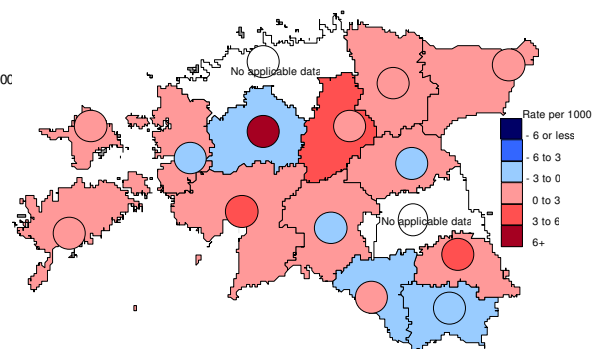 No applicable data
00
Rate per 1000
- 6 or less
- 6 to 3
- 3 to 0
0 to 3
3 to 6
6+
No applicable data